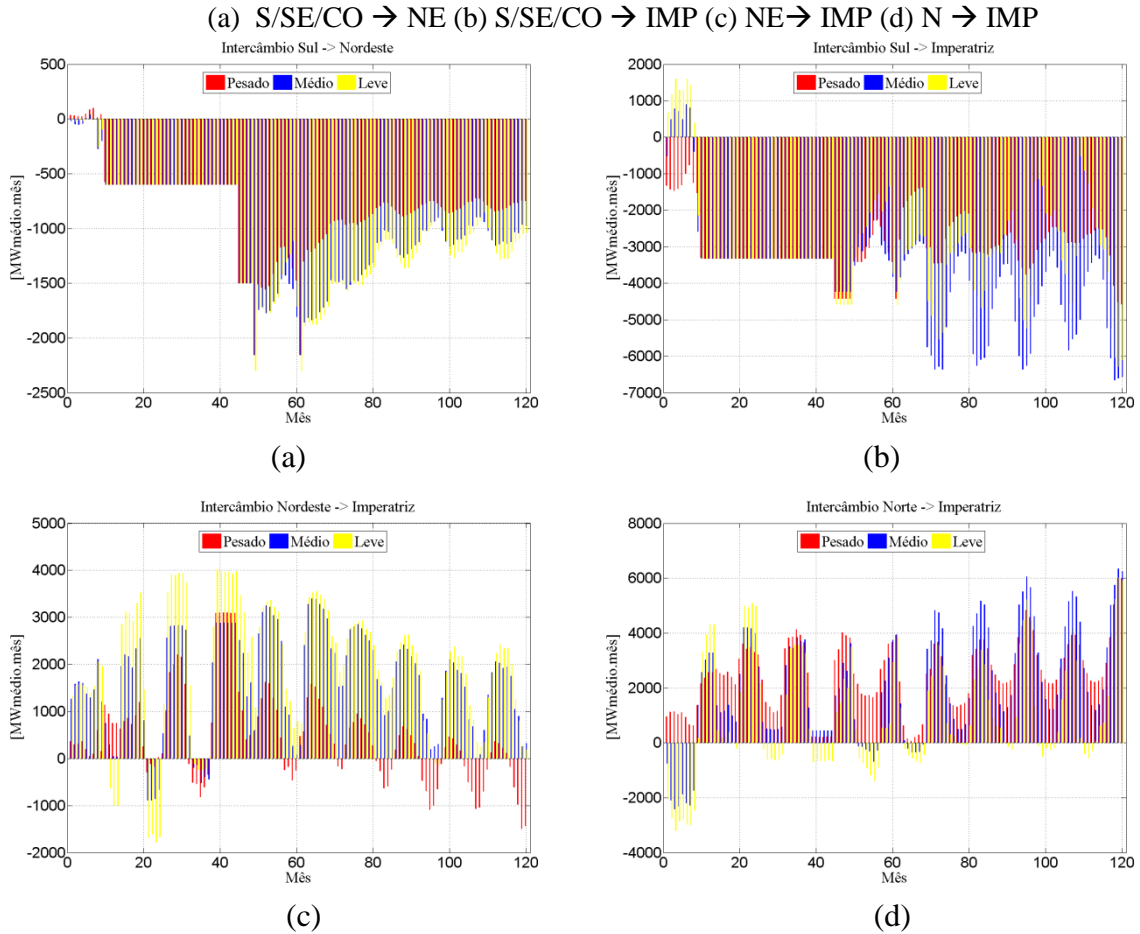 (a) S/SE/CO → NE (b) S/SE/CO → IMP (c) NE → IMP (d) N → IMP
Intercâmbio Sul -> Nordeste
Pesado Médio Leve
[MWmédio.mês]
500
0
-500
-1000
-1500
-2000
-2500
0 20 40 60 80 100 120
Mês
(a)
Intercâmbio Sul -> Imperatriz
Pesado Médio Leve
[MWmédio.mês]
2000
1000
0
-1000
-2000
-3000
-4000
-5000
-6000
-7000
0 20 40 60 80 100 120
Mês
(b)
Intercâmbio Nordeste -> Imperatriz
Pesado Médio Leve
[MWmédio.mês]
5000
4000
3000
2000
1000
0
-1000
-2000
0 20 40 60 80 100 120
Mês
(c)
Intercâmbio Norte -> Imperatriz
Pesado Médio Leve
[MWmédio.mês]
8000
6000
4000
2000
0
-2000
-4000
0 20 40 60 80 100 120
Mês
(d)